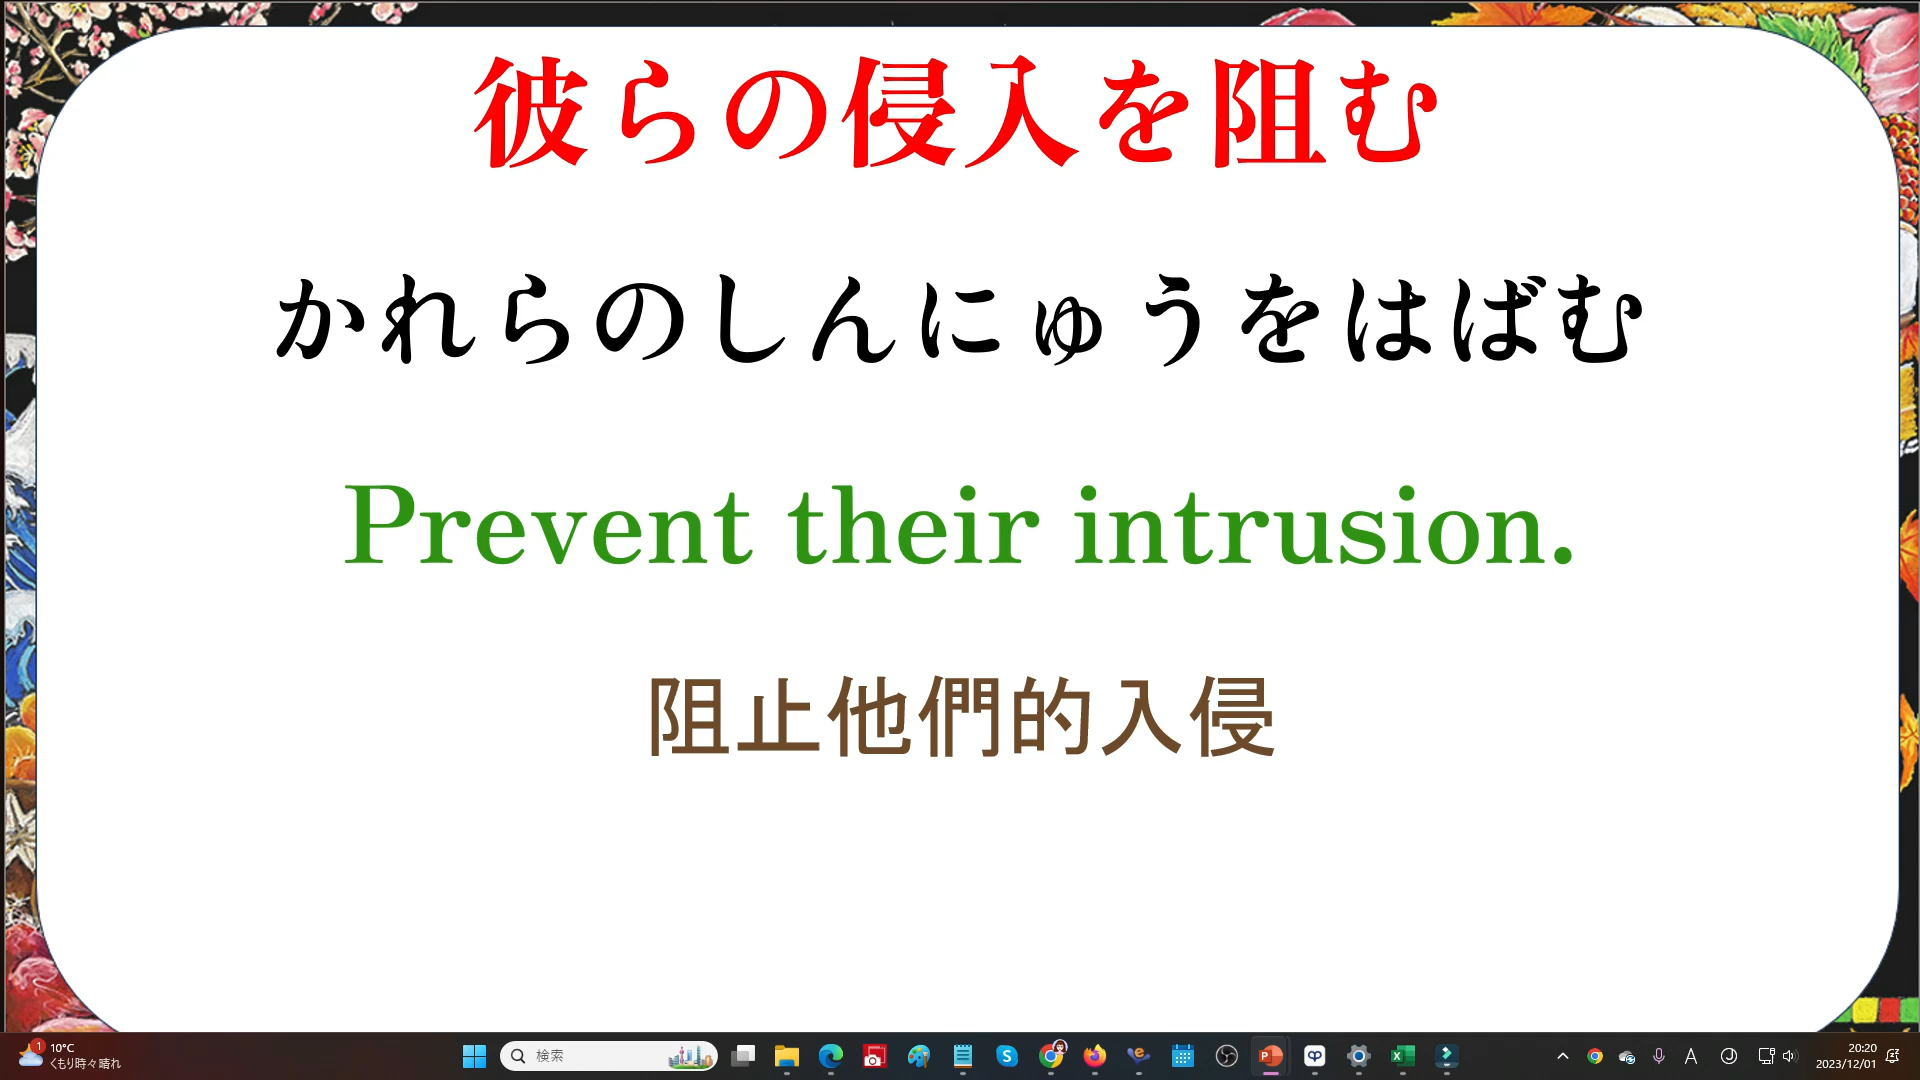 彼らの侵入を阻む
かれらのしんにゅうをはばむ
Prevent their intrusion.
阻止他們的入侵
1
10°C
くもり時々晴れ
検索
20:20
2023/12/01